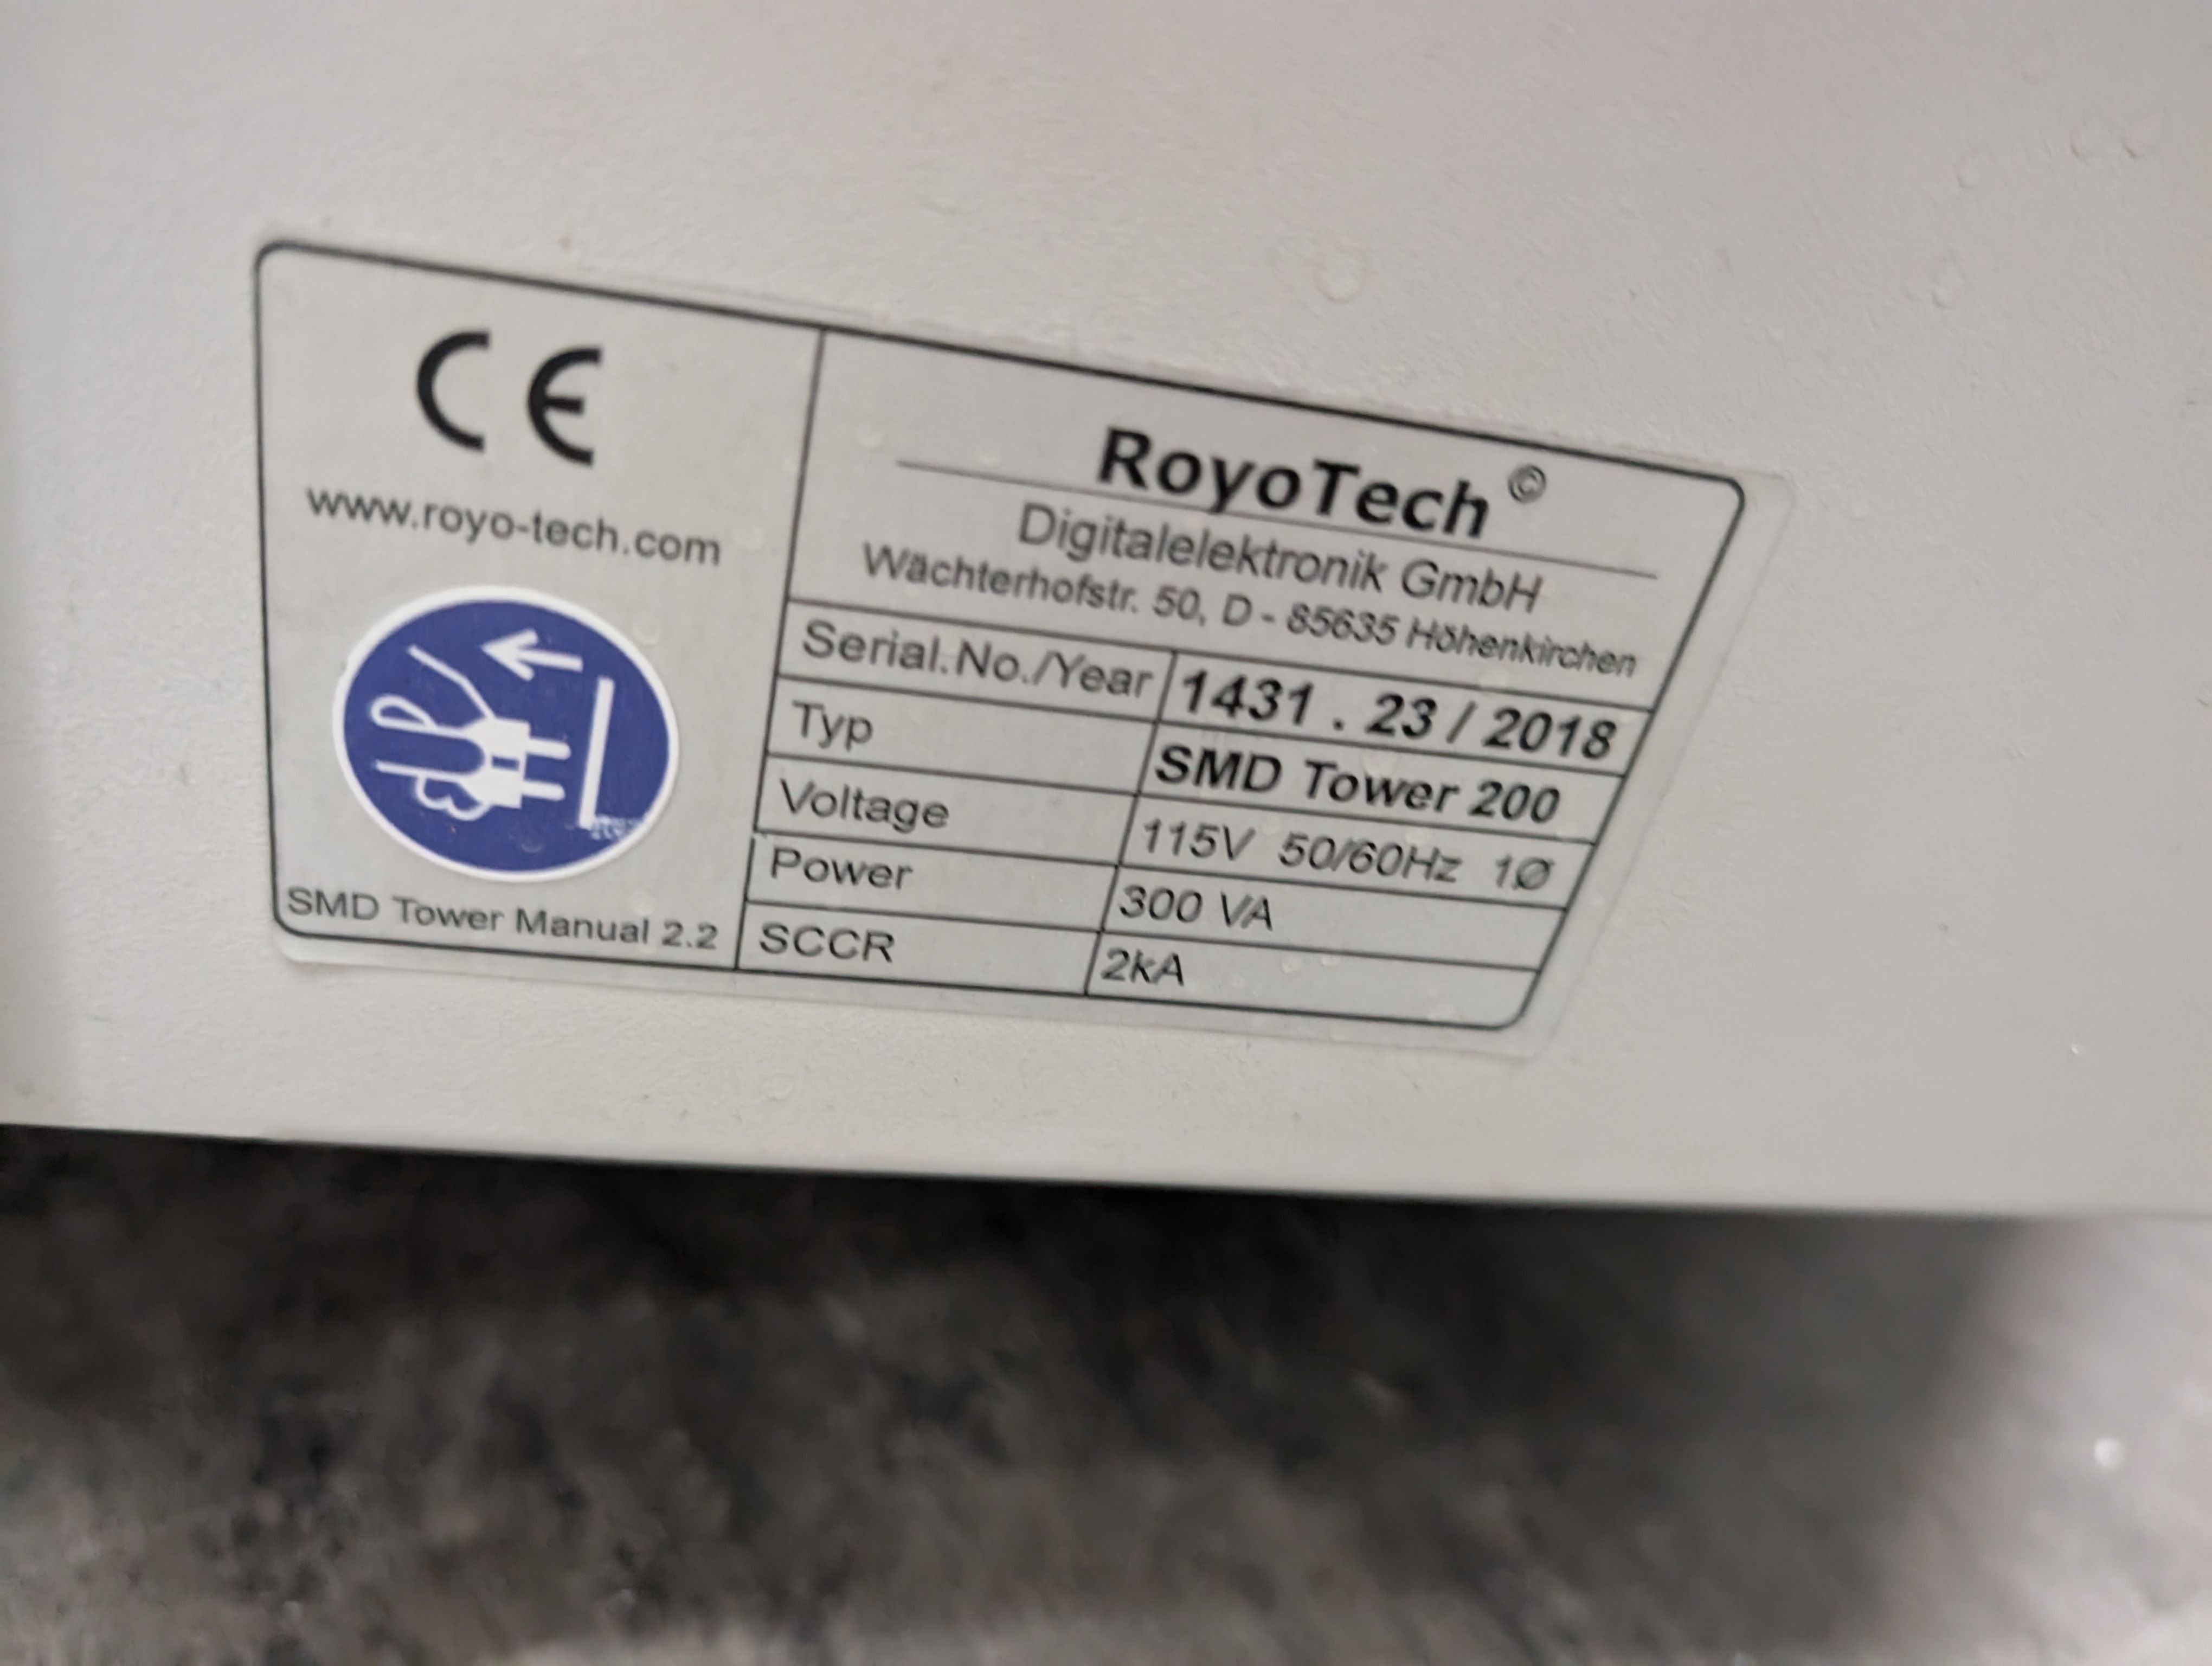 CE
www.royo-tech.com
SMD Tower Manual 2.2
RoyoTech ©
Digitalelektronik GmbH
Wächterhofstr. 50, D - 85635 Höhenkirchen
Serial.No./Year 1431 . 23 / 2018
Typ SMD Tower 200
Voltage 115V 50/60Hz 1Ø
Power 300 VA
SCCR 2kA